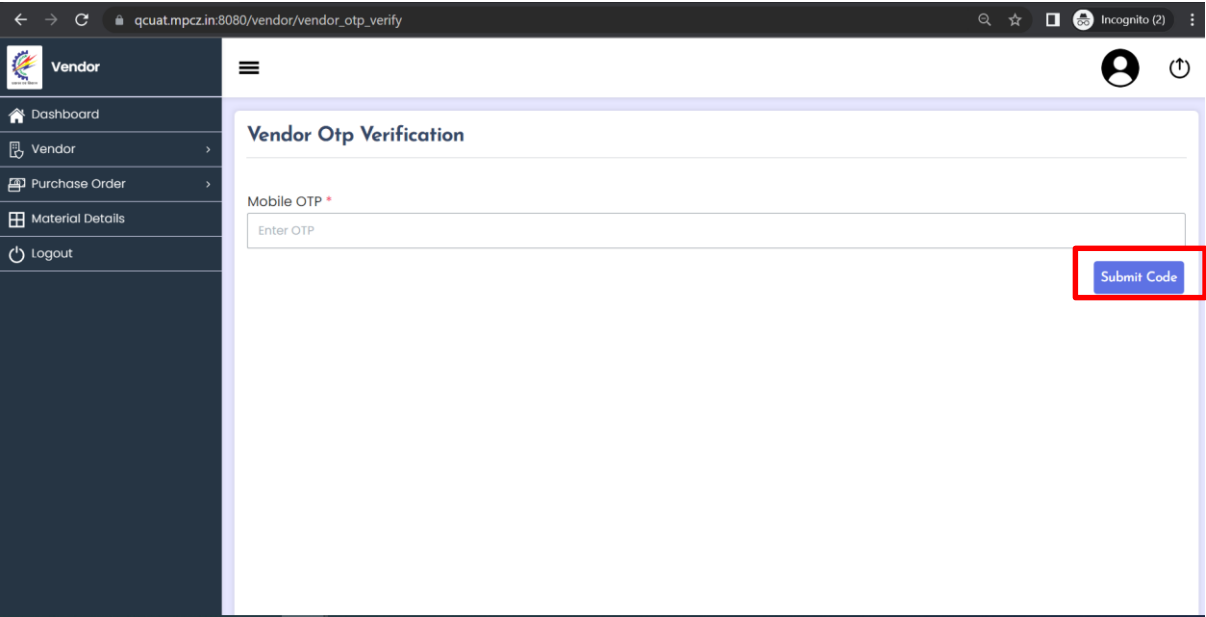 qcuat.mpcz.in:8080/vendor/vendor_otp_verify
Incognito (2)
Vendor
Dashboard
Vendor
Purchase Order
Material Details
Logout
Vendor Otp Verification
Mobile OTP *
Enter OTP
Submit Code